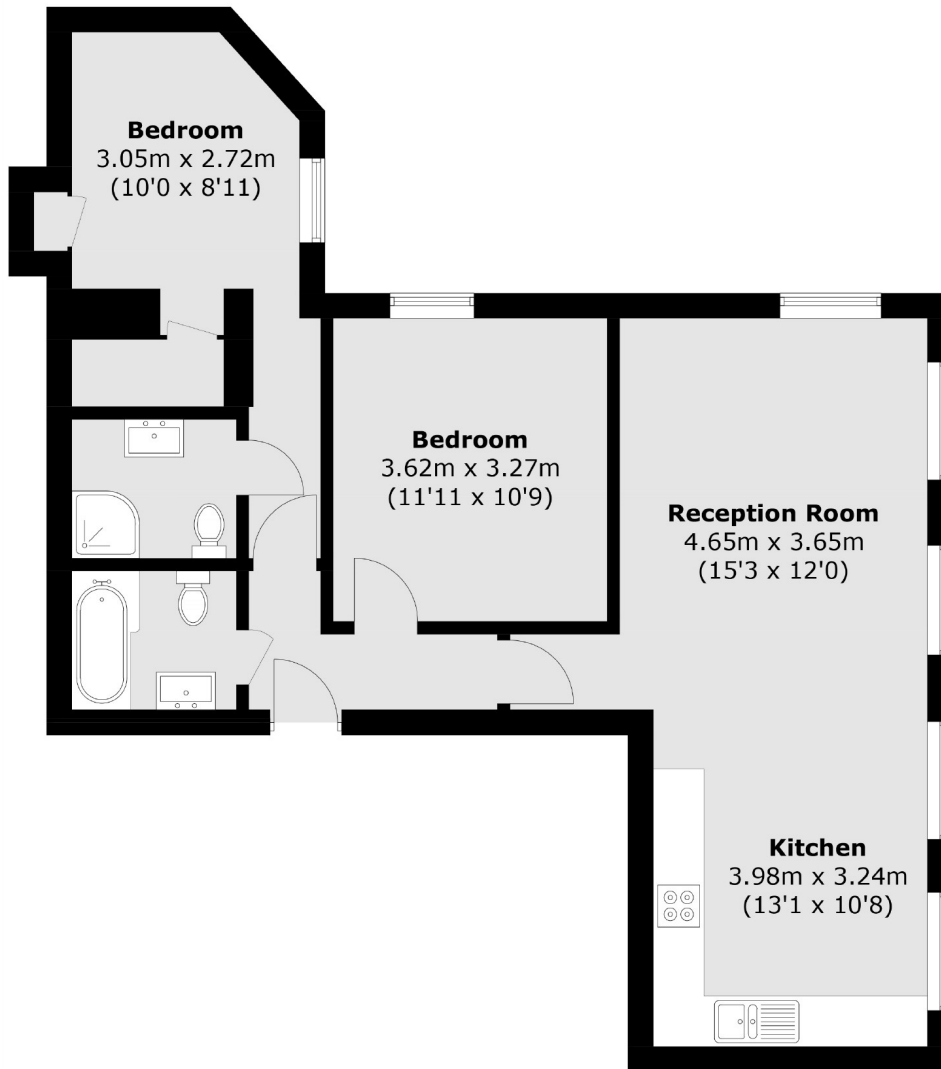 Bedroom
3.05m x 2.72m
(10'0 x 8'11)
Bedroom
3.62m x 3.27m
(11'11 x 10'9)
Reception Room
4.65m x 3.65m
(15'3 x 12'0)
Kitchen
3.98m x 3.24m
(13'1 x 10'8)